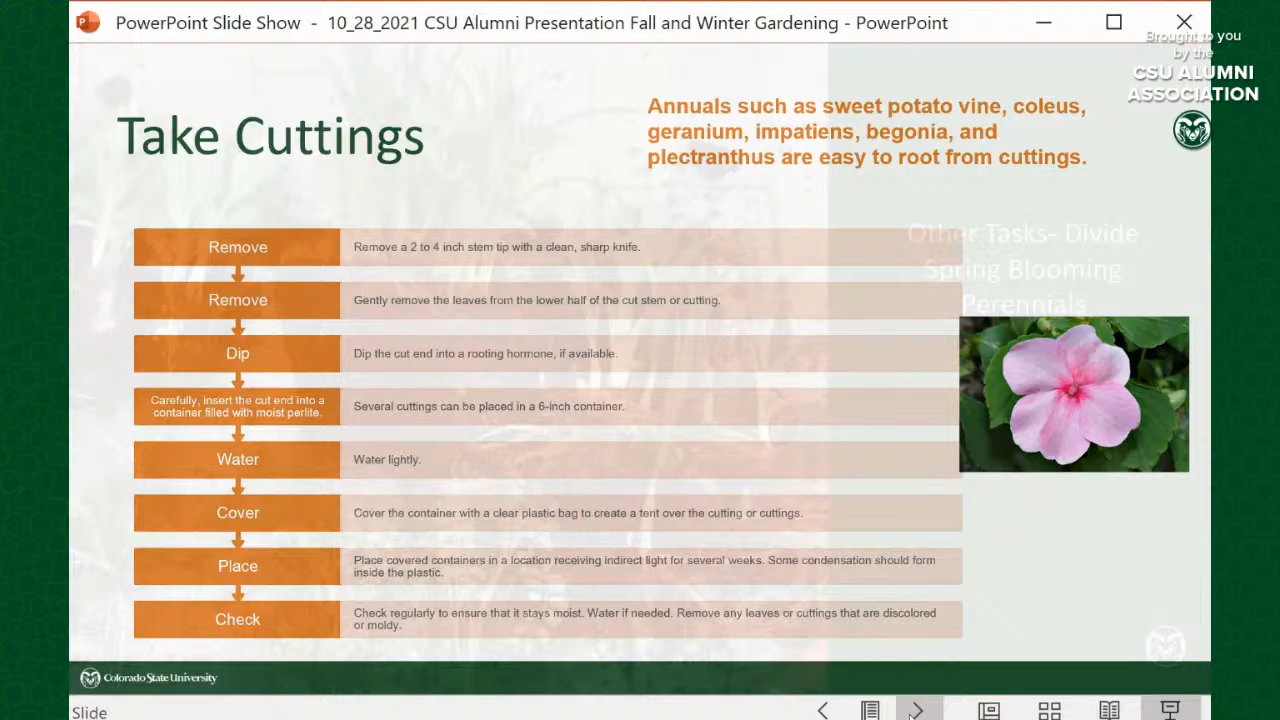 PowerPoint Slide Show - 10_28_2021 CSU Alumni Presentation Fall and Winter Gardening - PowerPoint
Brought to you
by the
CSU ALUMNI
ASSOCIATION
Take Cuttings
Annuals such as sweet potato vine, coleus,
geranium, impatiens, begonia, and
plectranthus are easy to root from cuttings.
Other Tasks- Divide
Spring Blooming
Perennials
Remove
Remove a 2 to 4 inch stem tip with a clean, sharp knife.
Remove
Gently remove the leaves from the lower half of the cut stem or cutting.
Dip
Dip the cut end into a rooting hormone, if available.
Carefully, insert the cut end into a
container filled with moist perlite.
Several cuttings can be placed in a 6-inch container.
Water
Water lightly.
Cover
Cover the container with a clear plastic bag to create a tent over the cutting or cuttings.
Place
Place covered containers in a location receiving indirect light for several weeks. Some condensation should form
inside the plastic.
Check
Check regularly to ensure that it stays moist. Water if needed. Remove any leaves or cuttings that are discolored
or moldy.
Colorado State University
Slide